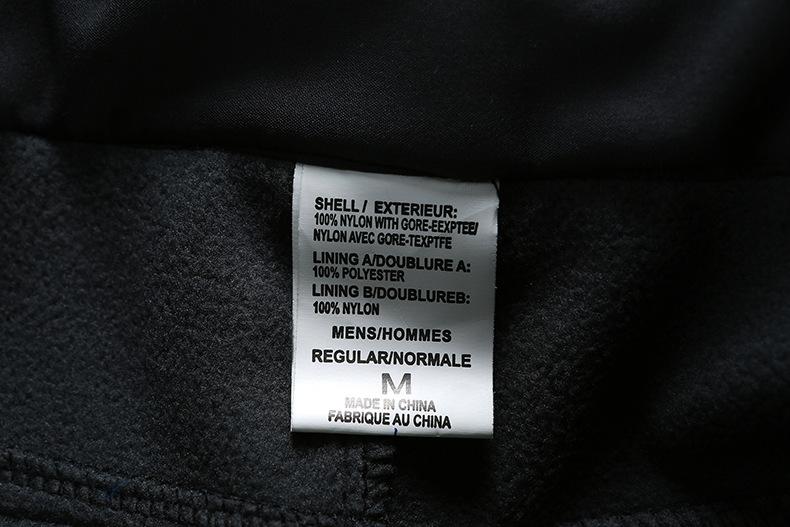 SHELL / EXTERIEUR:
100% NYLON WITH GORE-EEXPTEE/
NYLON AVEC GORE-TEXPTFE
LINING A/DOUBLURE A:
100% POLYESTER
LINING B/DOUBLUREB:
100% NYLON
MENS/HOMMES
REGULAR/NORMALE
M
MADE IN CHINA
FABRIQUE AU CHINA